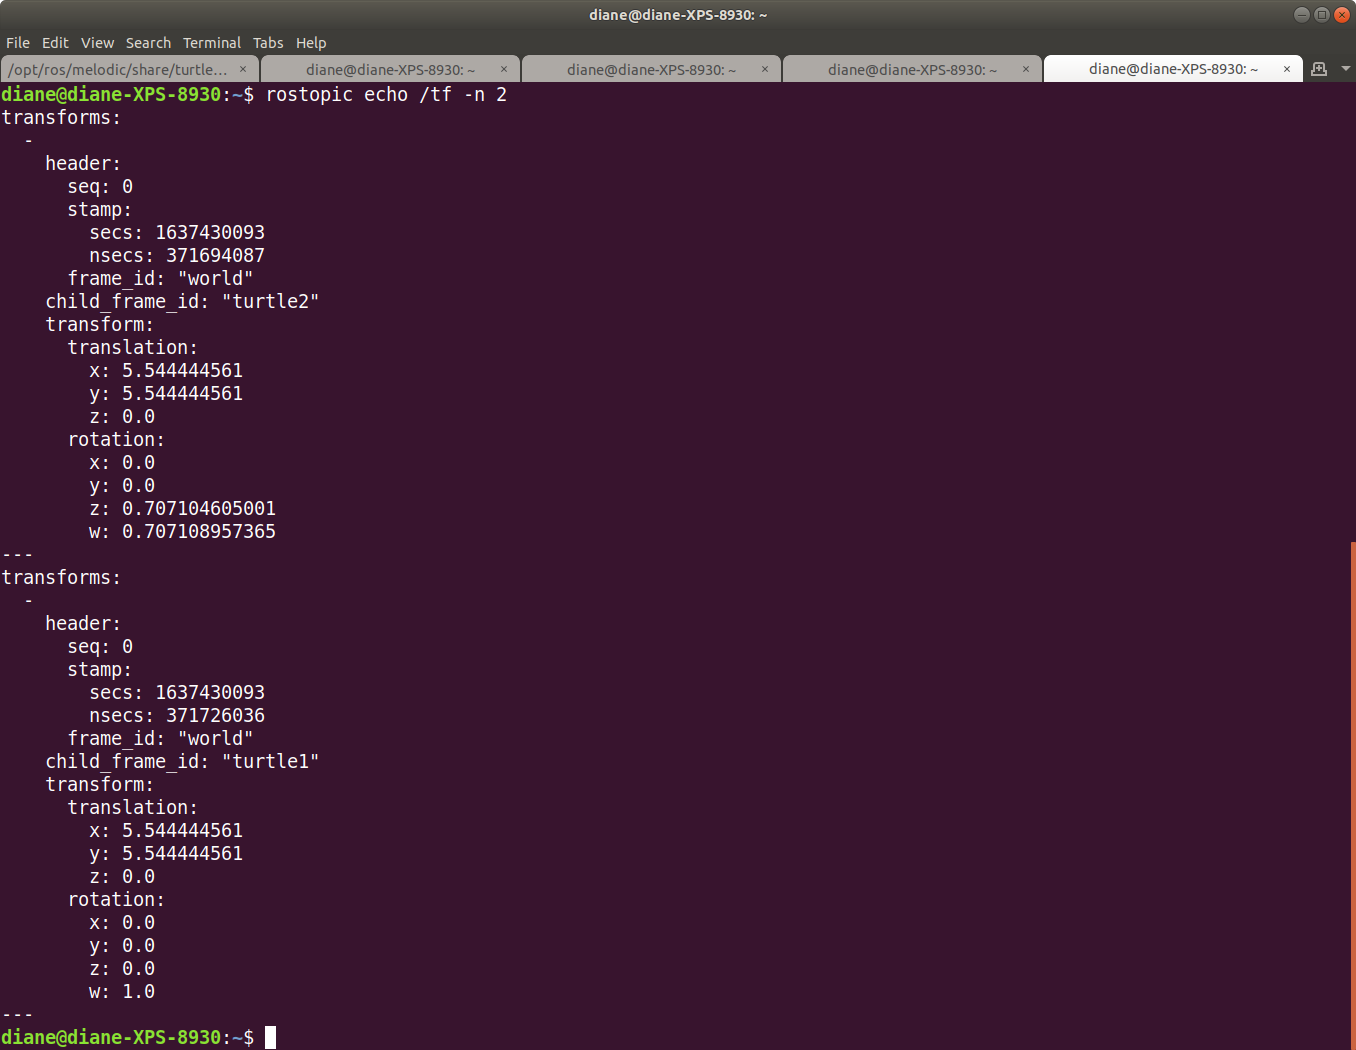 diane@diane-XPS-8930: ~
File Edit View Search Terminal Tabs Help
/opt/ros/melodic/share/turtle... × diane@diane-XPS-8930: ~ × diane@diane-XPS-8930: ~ × diane@diane-XPS-8930: ~ × diane@diane-XPS-8930: ~ ×
diane@diane-XPS-8930:~$ rostopic echo /tf -n 2
transforms:
  -
    header:
      seq: 0
      stamp:
        secs: 1637430093
        nsecs: 371694087
      frame_id: "world"
    child_frame_id: "turtle2"
    transform:
      translation:
        x: 5.544444561
        y: 5.544444561
        z: 0.0
      rotation:
        x: 0.0
        y: 0.0
        z: 0.707104605001
        w: 0.707108957365
---
transforms:
  -
    header:
      seq: 0
      stamp:
        secs: 1637430093
        nsecs: 371726036
      frame_id: "world"
    child_frame_id: "turtle1"
    transform:
      translation:
        x: 5.544444561
        y: 5.544444561
        z: 0.0
      rotation:
        x: 0.0
        y: 0.0
        z: 0.0
        w: 1.0
---
diane@diane-XPS-8930:~$